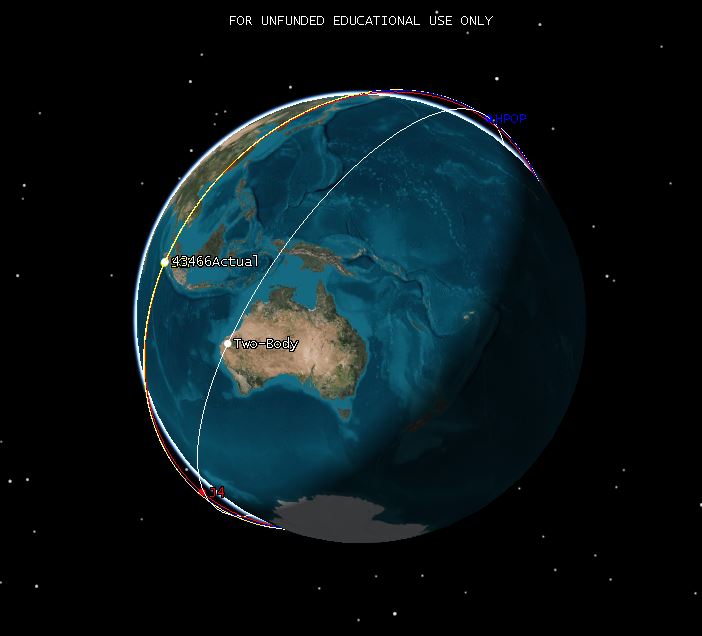 FOR UNFUNDED EDUCATIONAL USE ONLY
HPOP
43466Actual
Two-Body
J4